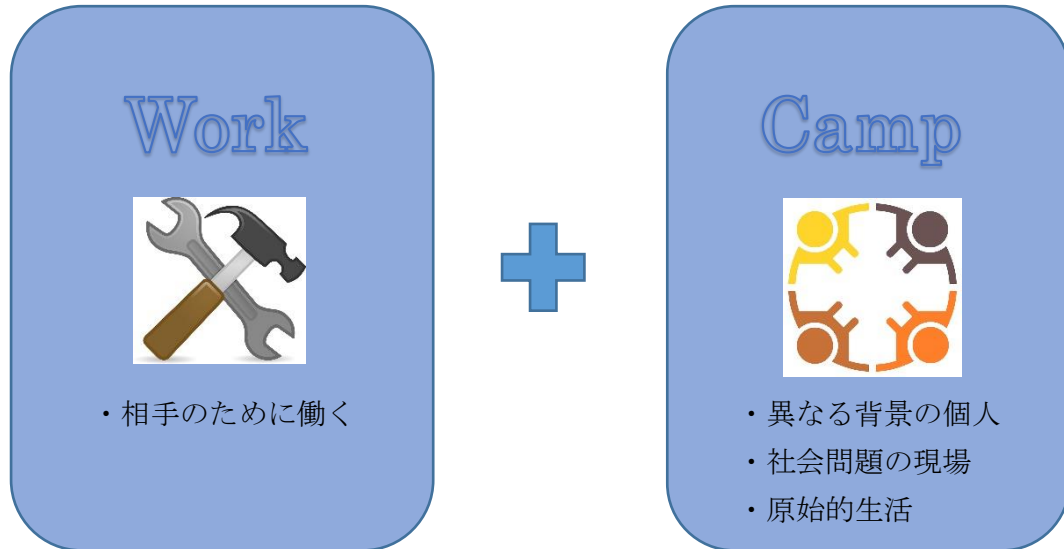 Work
・相手のために働く
Camp
・異なる背景の個人
・社会問題の現場
・原始的生活